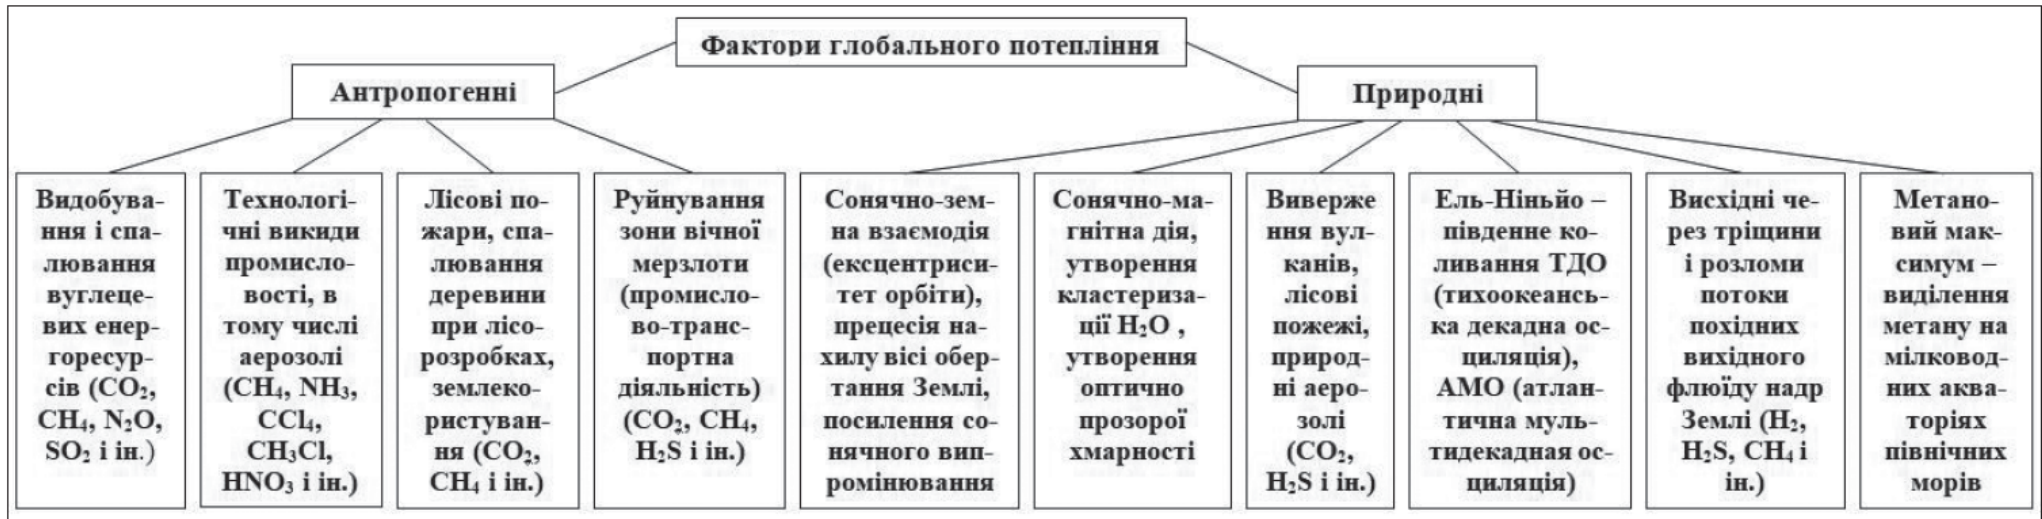 Фактори глобального потепління
Антропогенні
Природні
Видобува-
ння і спа-
лювання
вуглеце-
вих енер-
горесур-
сів (CO₂,
CH₄, N₂O,
SO₂ і ін.)
Технологі-
чні викиди
промисло-
вості, в
тому числі
аерозолі
(CH₄, NH₃,
CCl₄,
CH₃Cl,
HNO₃ і ін.)
Лісові по-
жари, спа-
лювання
деревини
при лісо-
розробках,
землеко-
ристуван-
ня (CO₂,
CH₄ і ін.)
Руйнування
зони вічної
мерзлоти
(промисло-
во-транс-
портна
діяльність)
(CO₂, CH₄,
H₂S і ін.)
Сонячно-зем-
на взаємодія
(ексцентриси-
тет орбіти),
прецесія на-
хилу вісі обер-
тання Землі,
посилення со-
нячного вип-
ромінювання
Сонячно-ма-
гнітна дія,
утворення
кластериза-
ції H₂O ,
утворення
оптично
прозорої
хмарності
Виверже
ння вул-
канів,
лісові
пожежі,
природ-
ні аеро-
золі
(CO₂,
H₂S і ін.)
Ель-Ніньйо –
південне ко-
ливання ТДО
(тихоокеансь-
ка декадна ос-
циляція),
АМО (атлан-
тична муль-
тидекадная ос-
циляція)
Висхідні че-
рез тріщини
і розломи
потоки
похідних
вихідного
флюїду надр
Землі (H₂,
H₂S, CH₄ і
ін.)
Метано-
вий мак-
симум –
виділення
метану на
мілковод-
них аква-
торіях
північних
морів